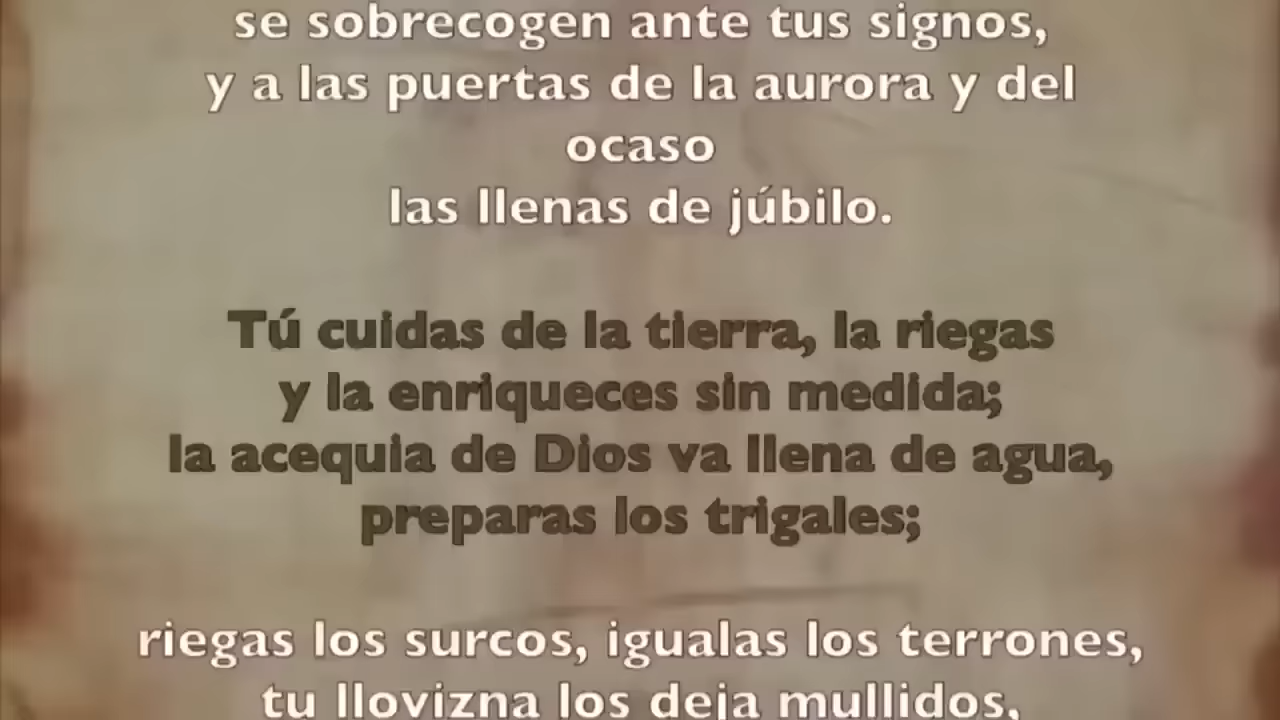 se sobrecogen ante tus signos,
y a las puertas de la aurora y del
ocaso
las llenas de júbilo.
Tú cuidas de la tierra, la riegas
y la enriqueces sin medida;
la acequia de Dios va llena de agua,
preparas los trigales;
riegas los surcos, igualas los terrones,
tu llovizna los deja mullidos,